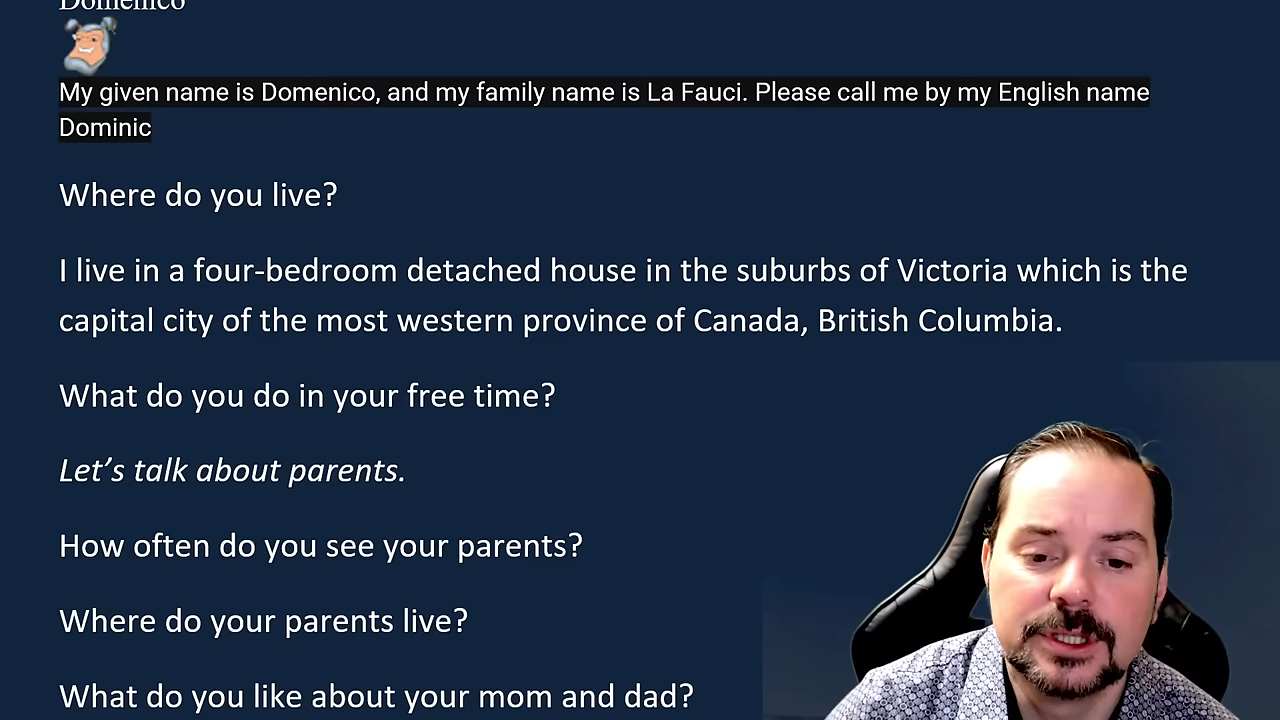 Domenico
My given name is Domenico, and my family name is La Fauci. Please call me by my English name
Dominic
Where do you live?
I live in a four-bedroom detached house in the suburbs of Victoria which is the
capital city of the most western province of Canada, British Columbia.
What do you do in your free time?
Let’s talk about parents.
How often do you see your parents?
Where do your parents live?
What do you like about your mom and dad?